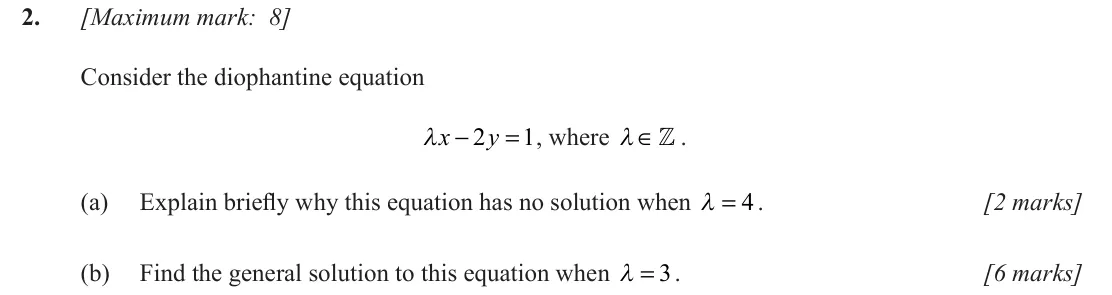 2. [Maximum mark: 8]
Consider the diophantine equation
λx − 2y = 1, where λ ∈ ℤ.
(a) Explain briefly why this equation has no solution when λ = 4. [2 marks]
(b) Find the general solution to this equation when λ = 3. [6 marks]